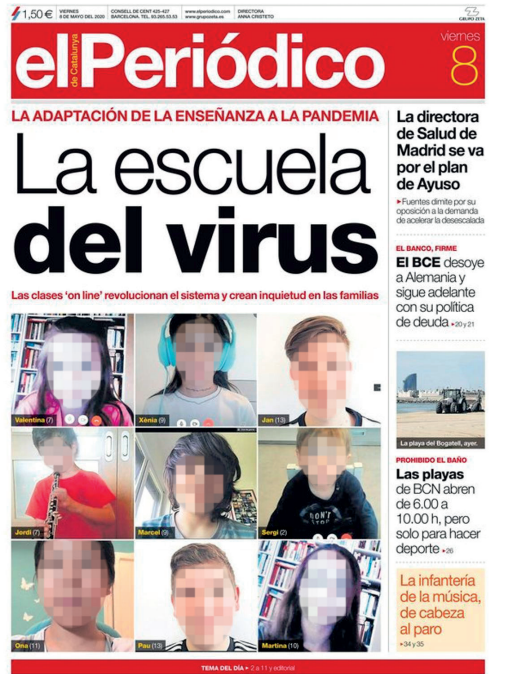 1,50 €
VIERNES
8 DE MAYO DEL 2020
CONSELL DE CENT 425-427
BARCELONA. TEL. 93.265.53.53
www.elperiodico.com
www.grupozeta.es
DIRECTORA
ANNA CRISTETO
GRUPO ZETA
el Periódico
de Catalunya
viernes
8
LA ADAPTACIÓN DE LA ENSEÑANZA A LA PANDEMIA
La escuela
del virus
Las clases ‘on line’ revolucionan el sistema y crean inquietud en las familias
Valentina (7)
Xènia (9)
Jan (13)
Jordi (7)
Marcel (9)
DON'T
Sergi (2)
Ona (11)
Pau (13)
Martina (10)
La directora
de Salud de
Madrid se va
por el plan
de Ayuso
▸Fuentes dimite por su
oposición a la demanda
de acelerar la desescalada
EL BANCO, FIRME
El BCE desoye
a Alemania y
sigue adelante
con su política
de deuda ▸20 y 21
La playa del Bogatell, ayer.
PROHIBIDO EL BAÑO
Las playas
de BCN abren
de 6.00 a
10.00 h, pero
solo para hacer
deporte ▸26
La infantería
de la música,
de cabeza
al paro
▸34 y 35
TEMA DEL DÍA ▸ 2 a 11 y editorial